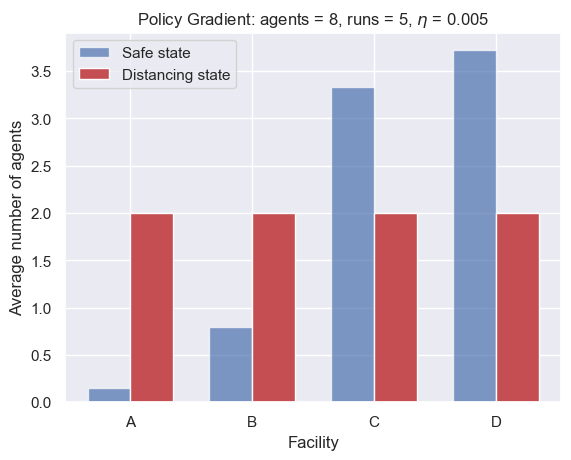 Policy Gradient: agents = 8, runs = 5, η = 0.005
Safe state
Distancing state
Average number of agents
3.5
3.0
2.5
2.0
1.5
1.0
0.5
0.0
A B C D
Facility